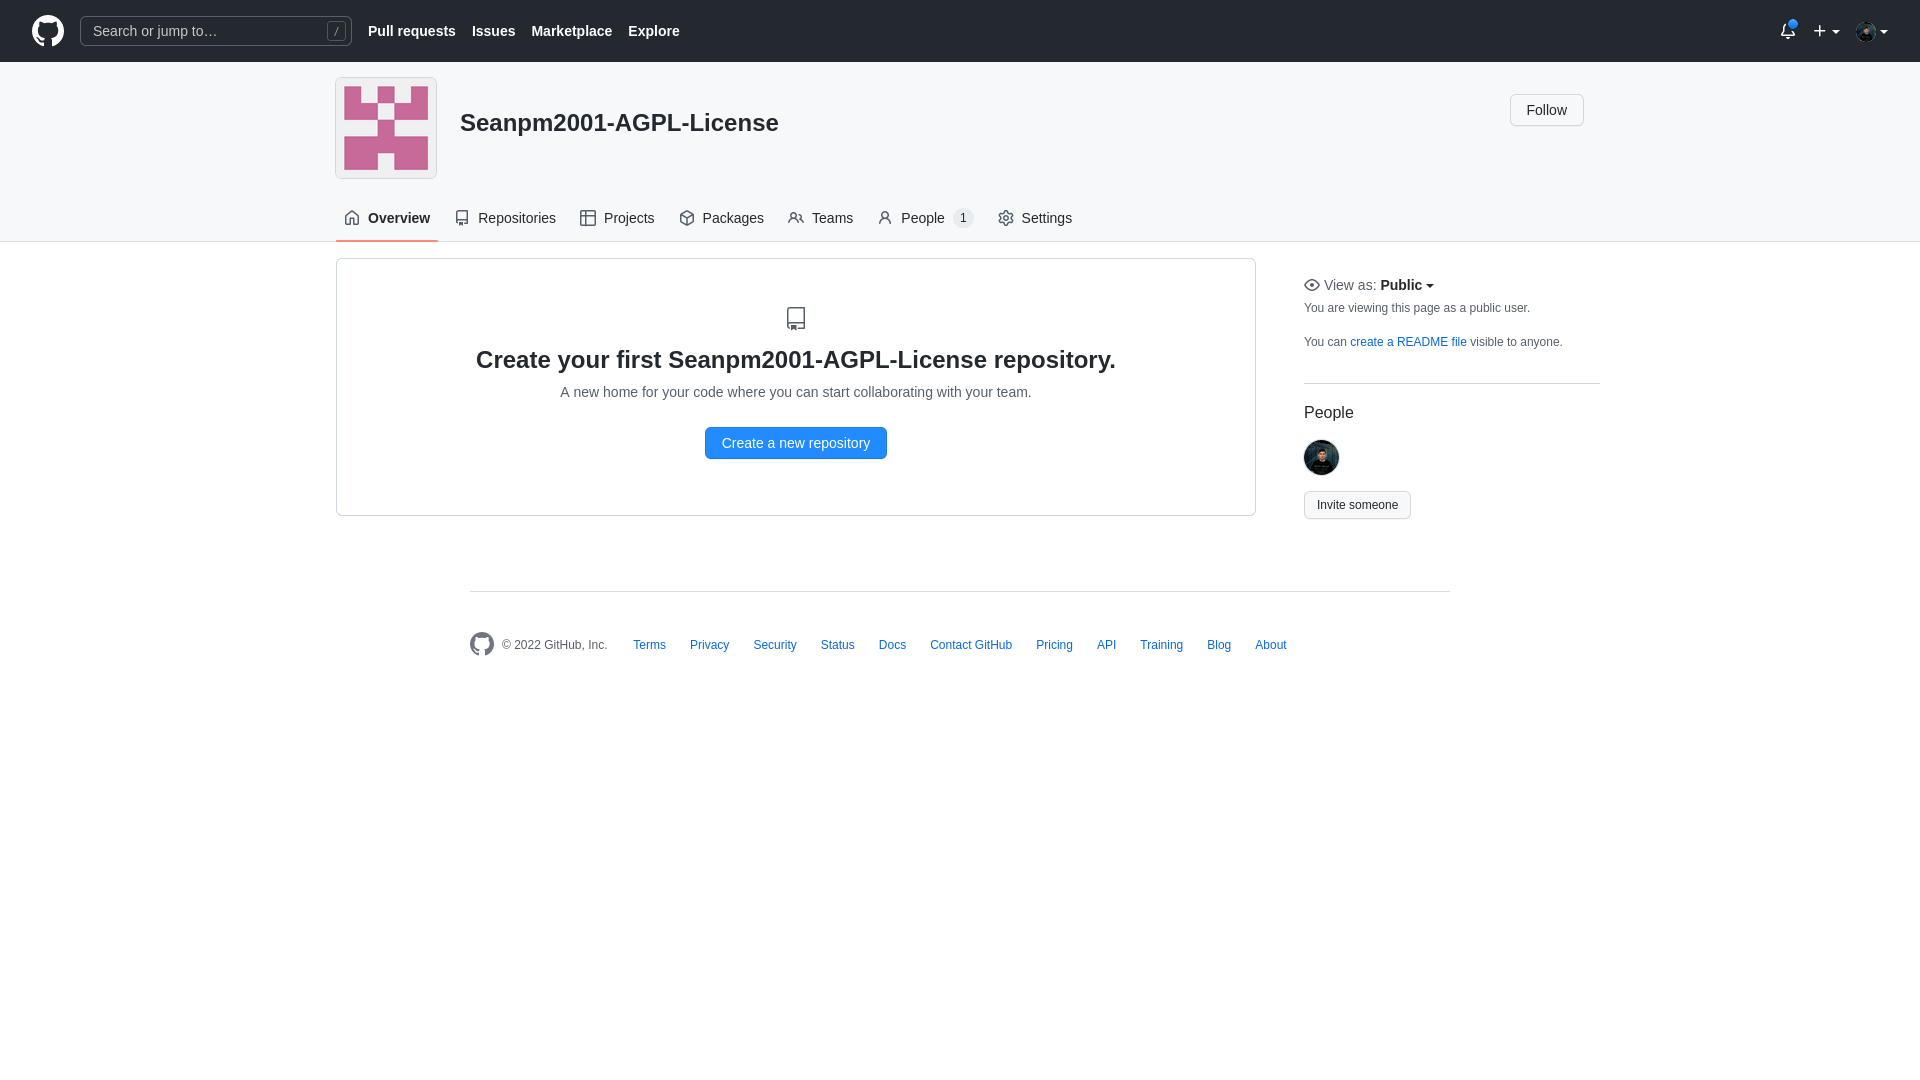 Search or jump to…
/
Pull requests
Issues
Marketplace
Explore
Seanpm2001-AGPL-License
Follow
Overview
Repositories
Projects
Packages
Teams
People 1
Settings
Create your first Seanpm2001-AGPL-License repository.
A new home for your code where you can start collaborating with your team.
Create a new repository
View as: Public
You are viewing this page as a public user.
You can create a README file visible to anyone.
People
Invite someone
© 2022 GitHub, Inc.
Terms
Privacy
Security
Status
Docs
Contact GitHub
Pricing
API
Training
Blog
About